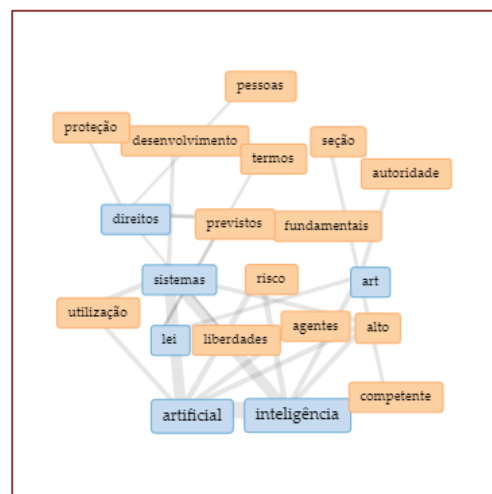 pessoas
proteção
desenvolvimento
seção
termos
autoridade
direitos
previstos
fundamentais
sistemas
risco
art
utilização
lei
liberdades
agentes
alto
competente
artificial
inteligência